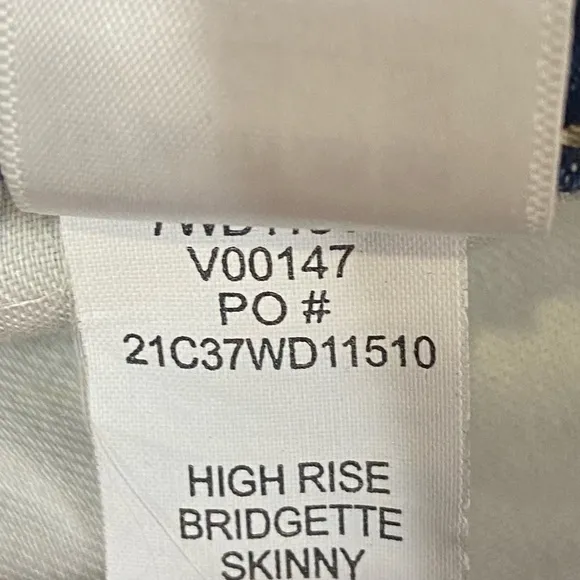 V00147
PO #
21C37WD11510
HIGH RISE
BRIDGETTE
SKINNY